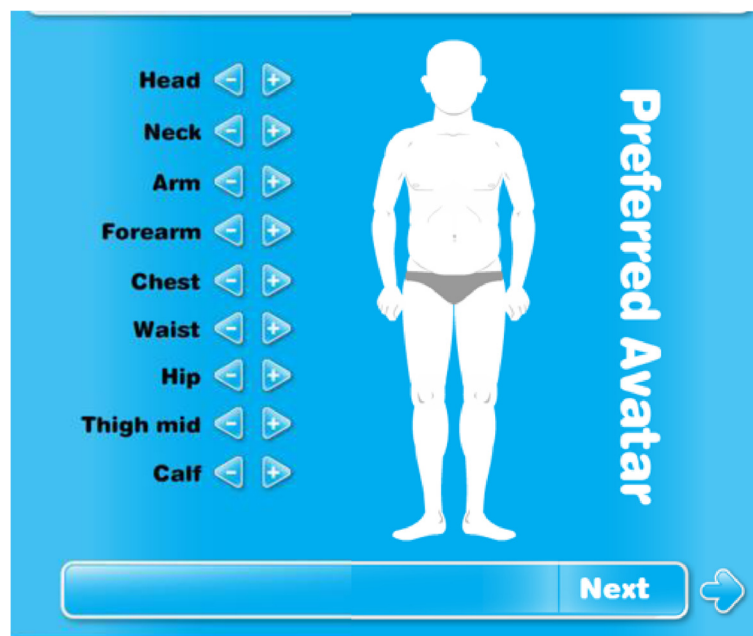 Head - +
Neck - +
Arm - +
Forearm - +
Chest - +
Waist - +
Hip - +
Thigh mid - +
Calf - +
Preferred Avatar
Next